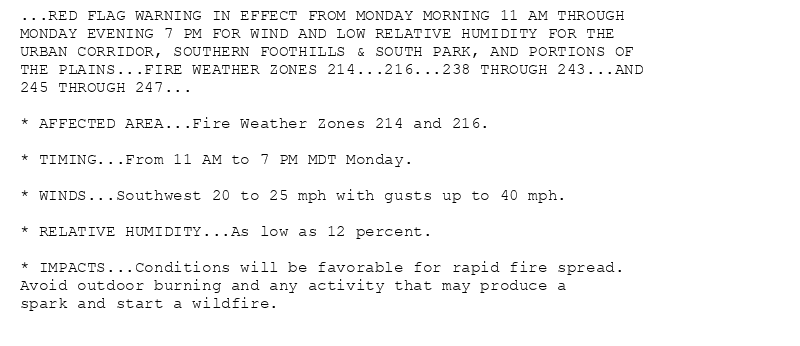 ...RED FLAG WARNING IN EFFECT FROM MONDAY MORNING 11 AM THROUGH
MONDAY EVENING 7 PM FOR WIND AND LOW RELATIVE HUMIDITY FOR THE
URBAN CORRIDOR, SOUTHERN FOOTHILLS & SOUTH PARK, AND PORTIONS OF
THE PLAINS...FIRE WEATHER ZONES 214...216...238 THROUGH 243...AND
245 THROUGH 247...
* AFFECTED AREA...Fire Weather Zones 214 and 216.
* TIMING...From 11 AM to 7 PM MDT Monday.
* WINDS...Southwest 20 to 25 mph with gusts up to 40 mph.
* RELATIVE HUMIDITY...As low as 12 percent.
* IMPACTS...Conditions will be favorable for rapid fire spread.
Avoid outdoor burning and any activity that may produce a
spark and start a wildfire.